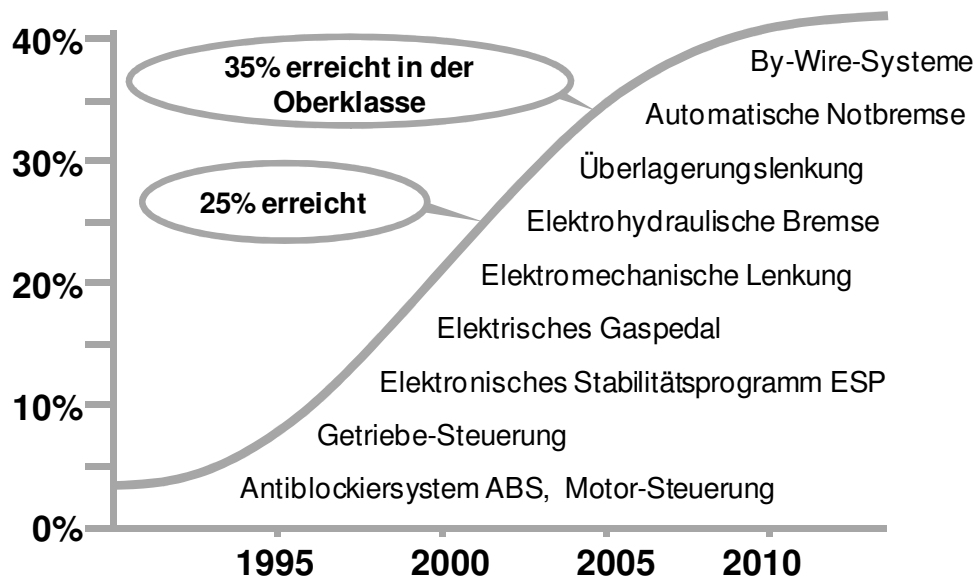 40%
35% erreicht in der
Oberklasse
By-Wire-Systeme
Automatische Notbremse
30%
Überlagerungslenkung
25% erreicht
Elektrohydraulische Bremse
20%
Elektromechanische Lenkung
Elektrisches Gaspedal
Elektronisches Stabilitätsprogramm ESP
10%
Getriebe-Steuerung
Antiblockiersystem ABS, Motor-Steuerung
0%
1995 2000 2005 2010